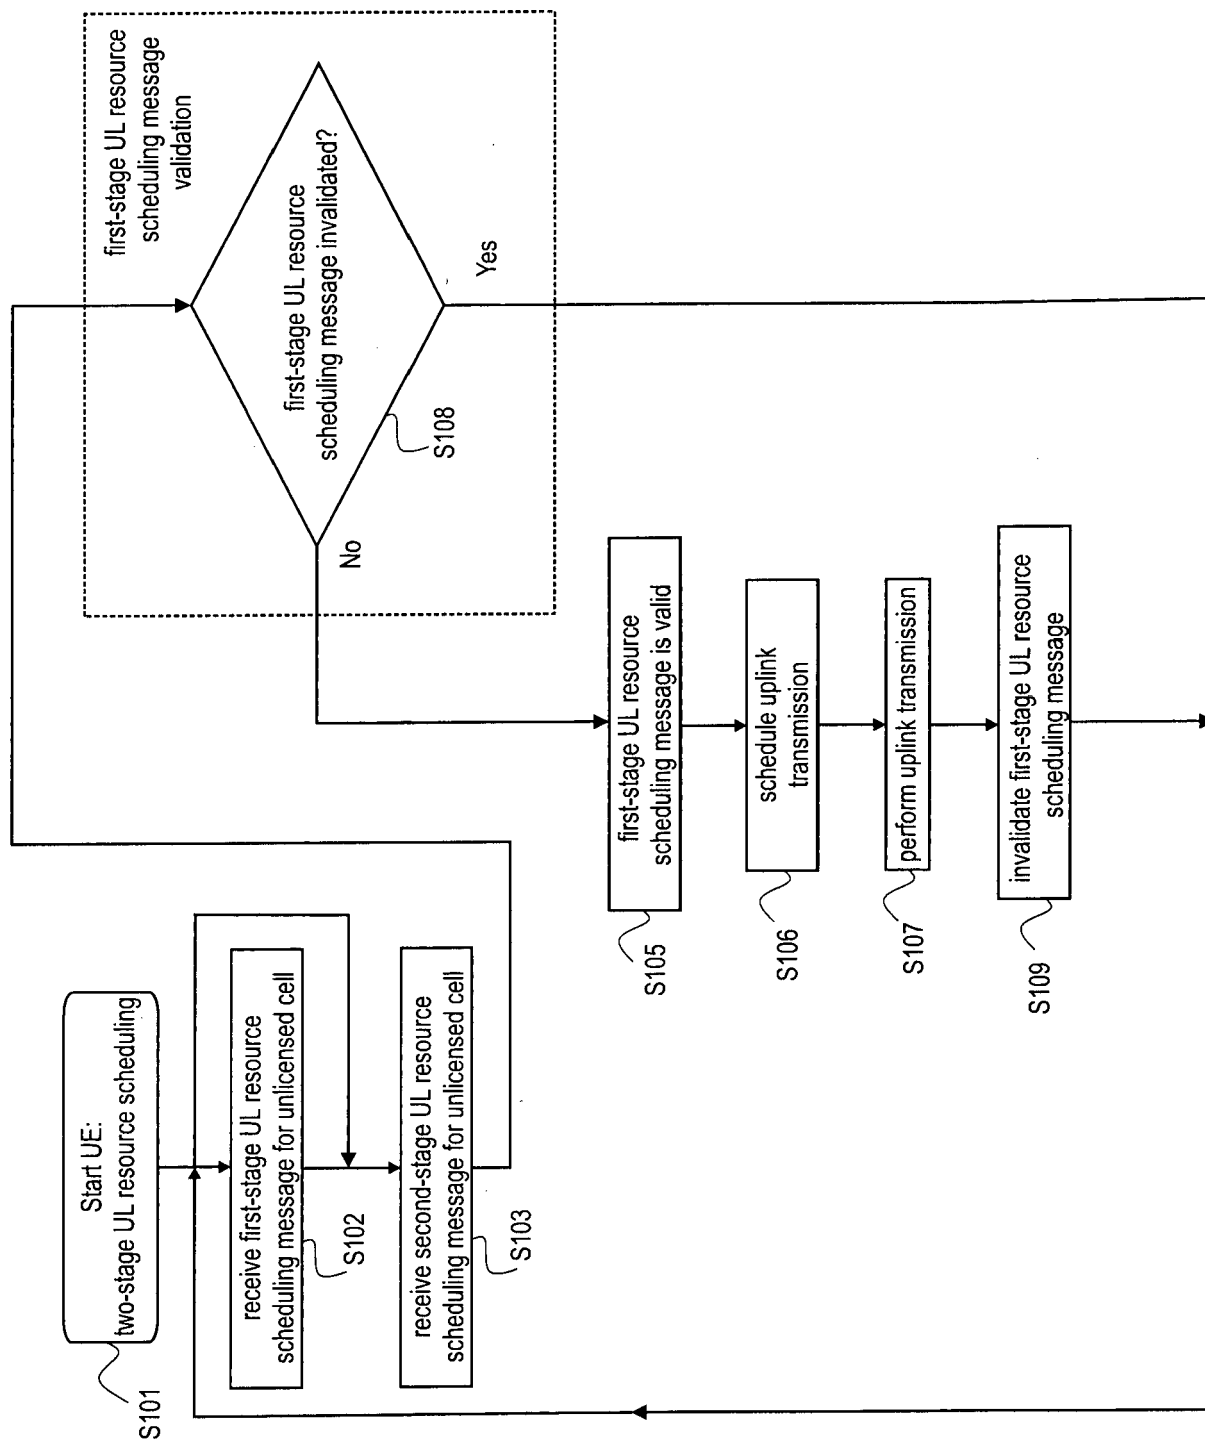 Start UE:
two-stage UL resource scheduling
S101
receive first-stage UL resource
scheduling message for unlicensed cell
S102
receive second-stage UL resource
scheduling message for unlicensed cell
S103
first-stage UL resource
scheduling message
validation
first-stage UL resource
scheduling message invalidated?
S108
Yes
No
first-stage UL resource
scheduling message is valid
S105
schedule uplink
transmission
S106
perform uplink transmission
S107
invalidate first-stage UL resource
scheduling message
S109